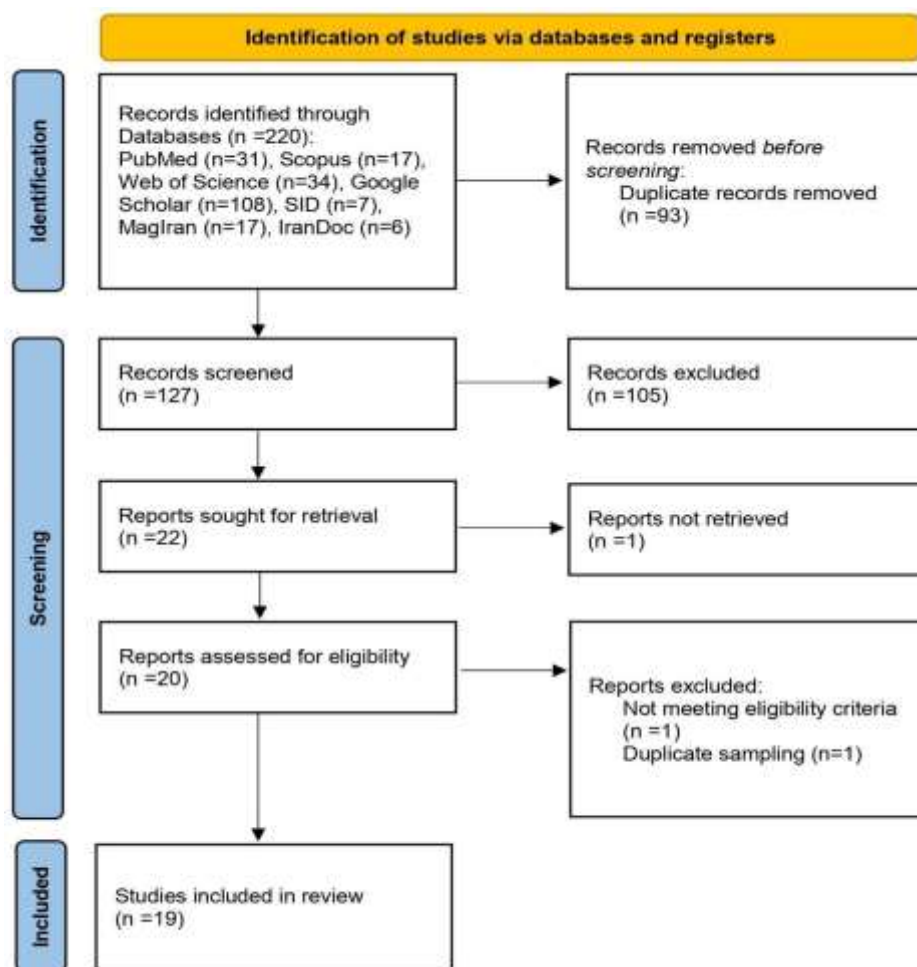 Identification of studies via databases and registers
Identification
Records identified through
Databases (n =220):
PubMed (n=31), Scopus (n=17),
Web of Science (n=34), Google
Scholar (n=108), SID (n=7),
MagIran (n=17), IranDoc (n=6)
Records removed before
screening:
Duplicate records removed
(n =93)
Screening
Records screened
(n =127)
Records excluded
(n =105)
Reports sought for retrieval
(n =22)
Reports not retrieved
(n =1)
Reports assessed for eligibility
(n =20)
Reports excluded:
Not meeting eligibility criteria
(n =1)
Duplicate sampling (n=1)
Included
Studies included in review
(n =19)